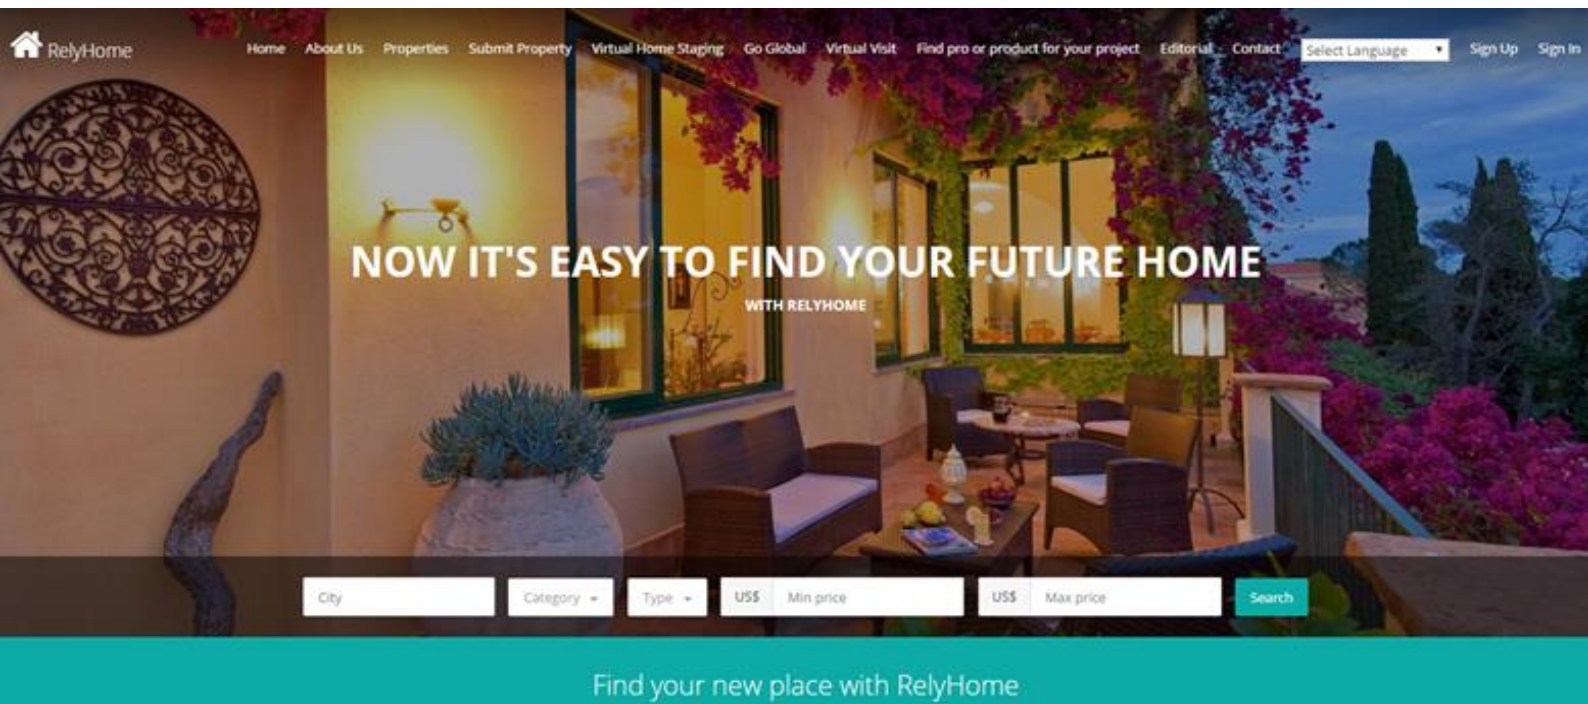 RelyHome
Home About Us Properties Submit Property Virtual Home Staging Go Global Virtual Visit Find pro or product for your project Editorial Contact Select Language Sign Up Sign In
NOW IT'S EASY TO FIND YOUR FUTURE HOME
WITH RELYHOME
City Category Type US$ Min price US$ Max price Search
Find your new place with RelyHome